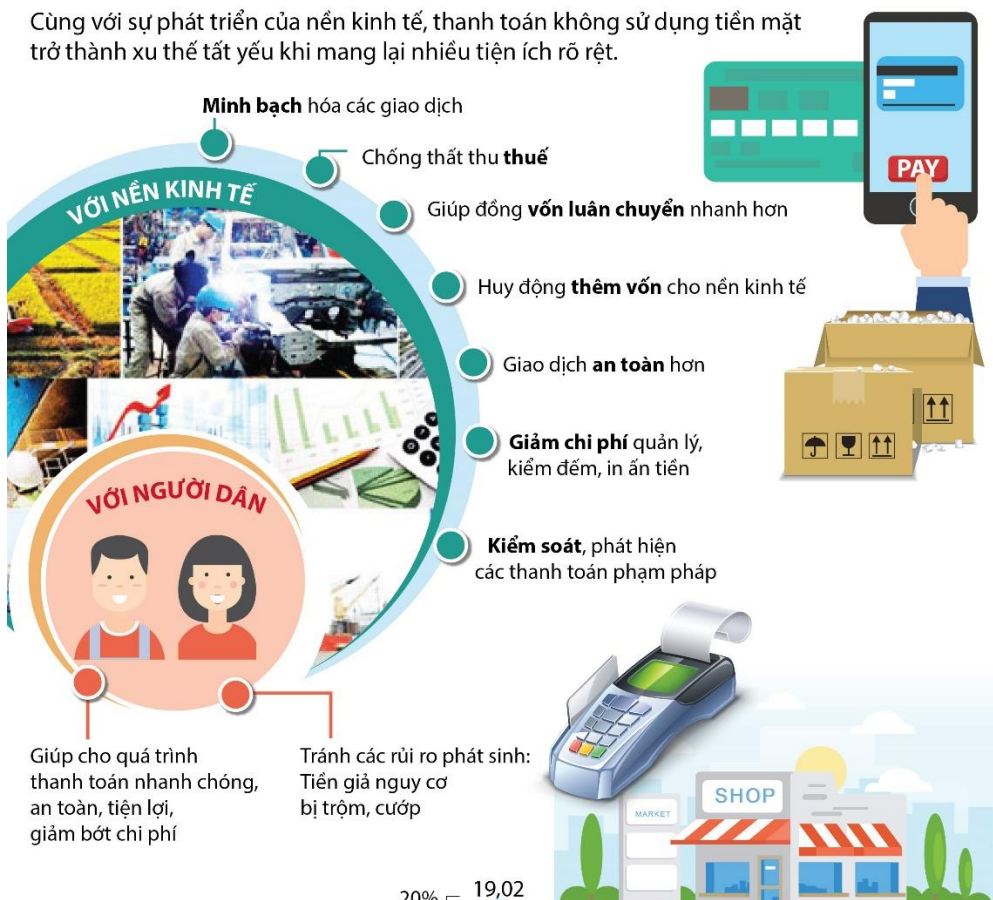 Cùng với sự phát triển của nền kinh tế, thanh toán không sử dụng tiền mặt
trở thành xu thế tất yếu khi mang lại nhiều tiện ích rõ rệt.
Minh bạch hóa các giao dịch
Chống thất thu thuế
VỚI NỀN KINH TẾ
PAY
Giúp đồng vốn luân chuyển nhanh hơn
Huy động thêm vốn cho nền kinh tế
Giao dịch an toàn hơn
Giảm chi phí quản lý,
kiểm đếm, in ấn tiền
VỚI NGƯỜI DÂN
Kiểm soát, phát hiện
các thanh toán phạm pháp
Giúp cho quá trình
thanh toán nhanh chóng,
an toàn, tiện lợi,
giảm bớt chi phí
Tránh các rủi ro phát sinh:
Tiền giả nguy cơ
bị trộm, cướp
SHOP
MARKET
20%
19,02